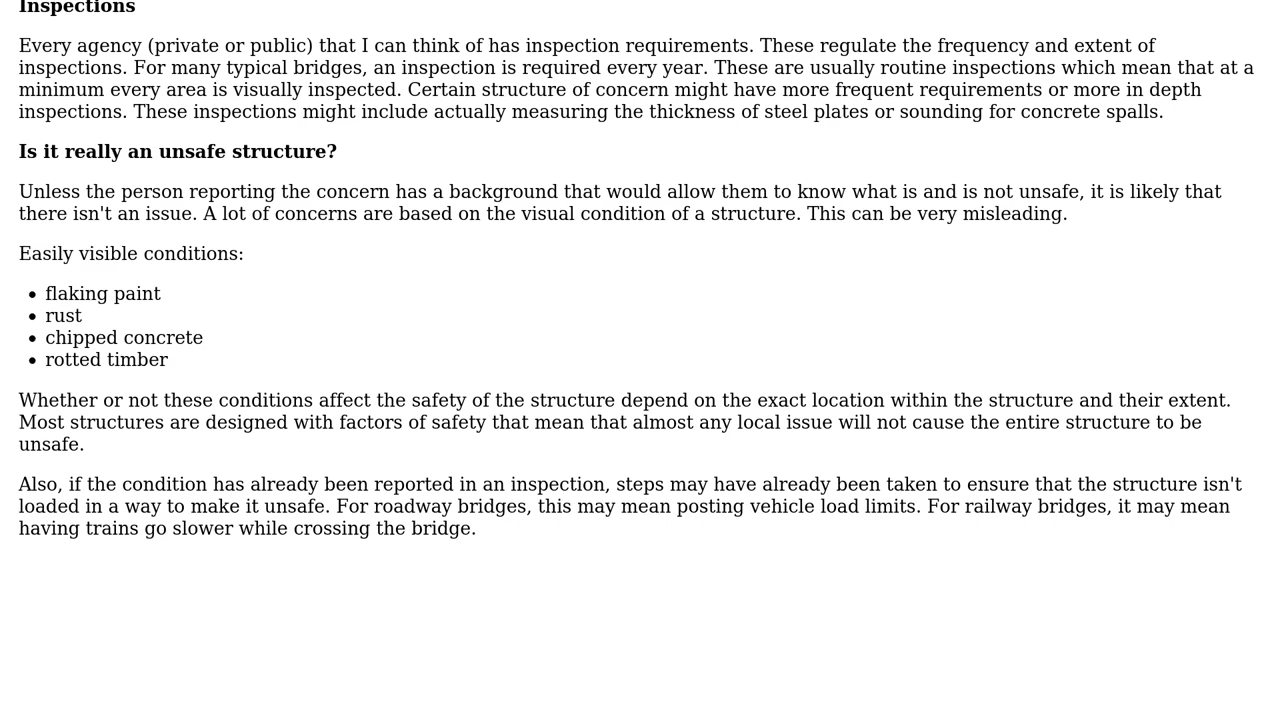 Inspections
Every agency (private or public) that I can think of has inspection requirements. These regulate the frequency and extent of
inspections. For many typical bridges, an inspection is required every year. These are usually routine inspections which mean that at a
minimum every area is visually inspected. Certain structure of concern might have more frequent requirements or more in depth
inspections. These inspections might include actually measuring the thickness of steel plates or sounding for concrete spalls.
Is it really an unsafe structure?
Unless the person reporting the concern has a background that would allow them to know what is and is not unsafe, it is likely that
there isn't an issue. A lot of concerns are based on the visual condition of a structure. This can be very misleading.
Easily visible conditions:
• flaking paint
• rust
• chipped concrete
• rotted timber
Whether or not these conditions affect the safety of the structure depend on the exact location within the structure and their extent.
Most structures are designed with factors of safety that mean that almost any local issue will not cause the entire structure to be
unsafe.
Also, if the condition has already been reported in an inspection, steps may have already been taken to ensure that the structure isn't
loaded in a way to make it unsafe. For roadway bridges, this may mean posting vehicle load limits. For railway bridges, it may mean
having trains go slower while crossing the bridge.